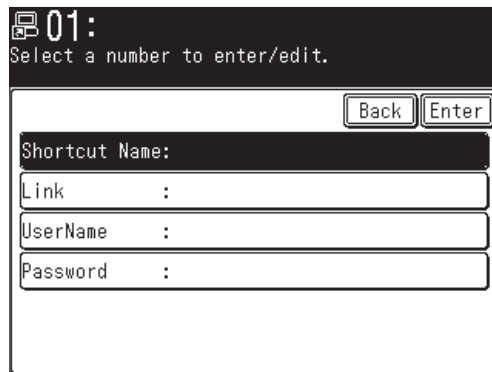 01:
Select a number to enter/edit.
Back Enter
Shortcut Name:
Link :
UserName :
Password :